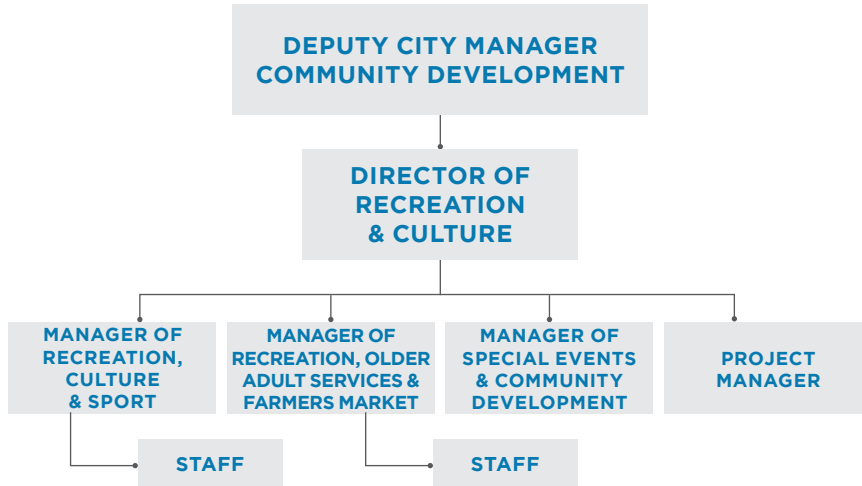 DEPUTY CITY MANAGER
COMMUNITY DEVELOPMENT
DIRECTOR OF
RECREATION
& CULTURE
MANAGER OF
RECREATION,
CULTURE
& SPORT
MANAGER OF
RECREATION, OLDER
ADULT SERVICES &
FARMERS MARKET
MANAGER OF
SPECIAL EVENTS
& COMMUNITY
DEVELOPMENT
PROJECT
MANAGER
STAFF
STAFF